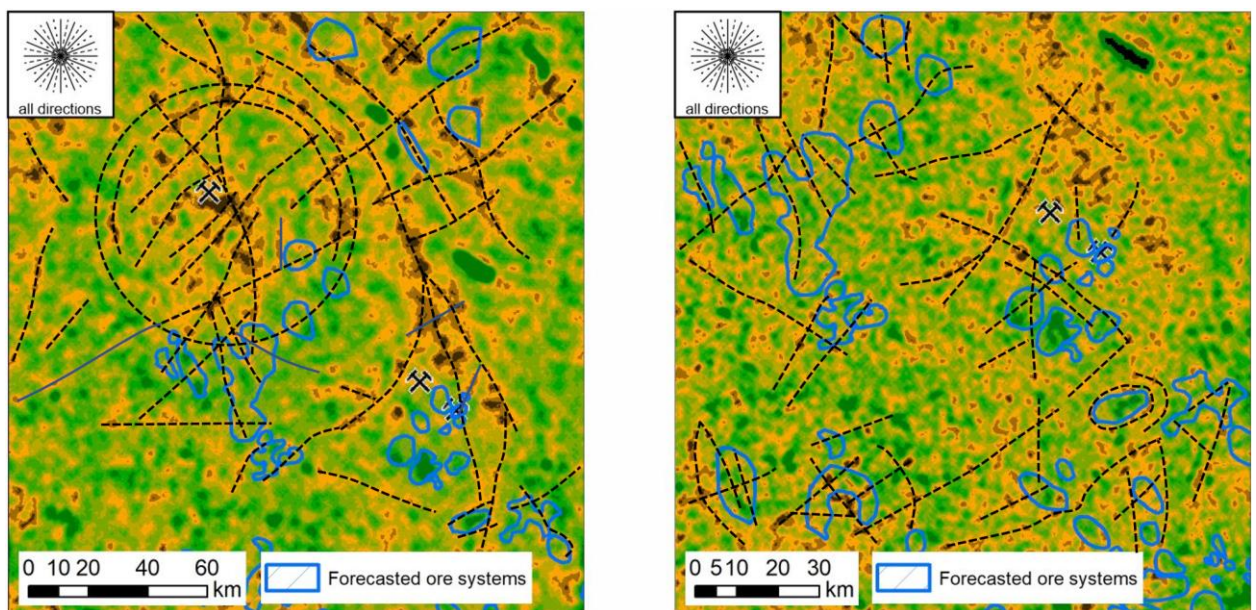 all directions
0 10 20 40 60
km
Forecasted ore systems
all directions
0 5 10 20 30
km
Forecasted ore systems